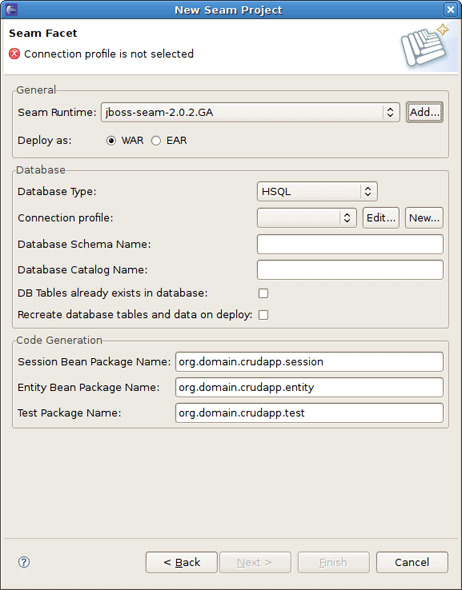 New Seam Project
Seam Facet
Connection profile is not selected
General
Seam Runtime: jboss-seam-2.0.2.GA Add...
Deploy as: WAR EAR
Database
Database Type: HSQL
Connection profile: Edit... New...
Database Schema Name:
Database Catalog Name:
DB Tables already exists in database:
Recreate database tables and data on deploy:
Code Generation
Session Bean Package Name: org.domain.crudapp.session
Entity Bean Package Name: org.domain.crudapp.entity
Test Package Name: org.domain.crudapp.test
? < Back Next > Finish Cancel